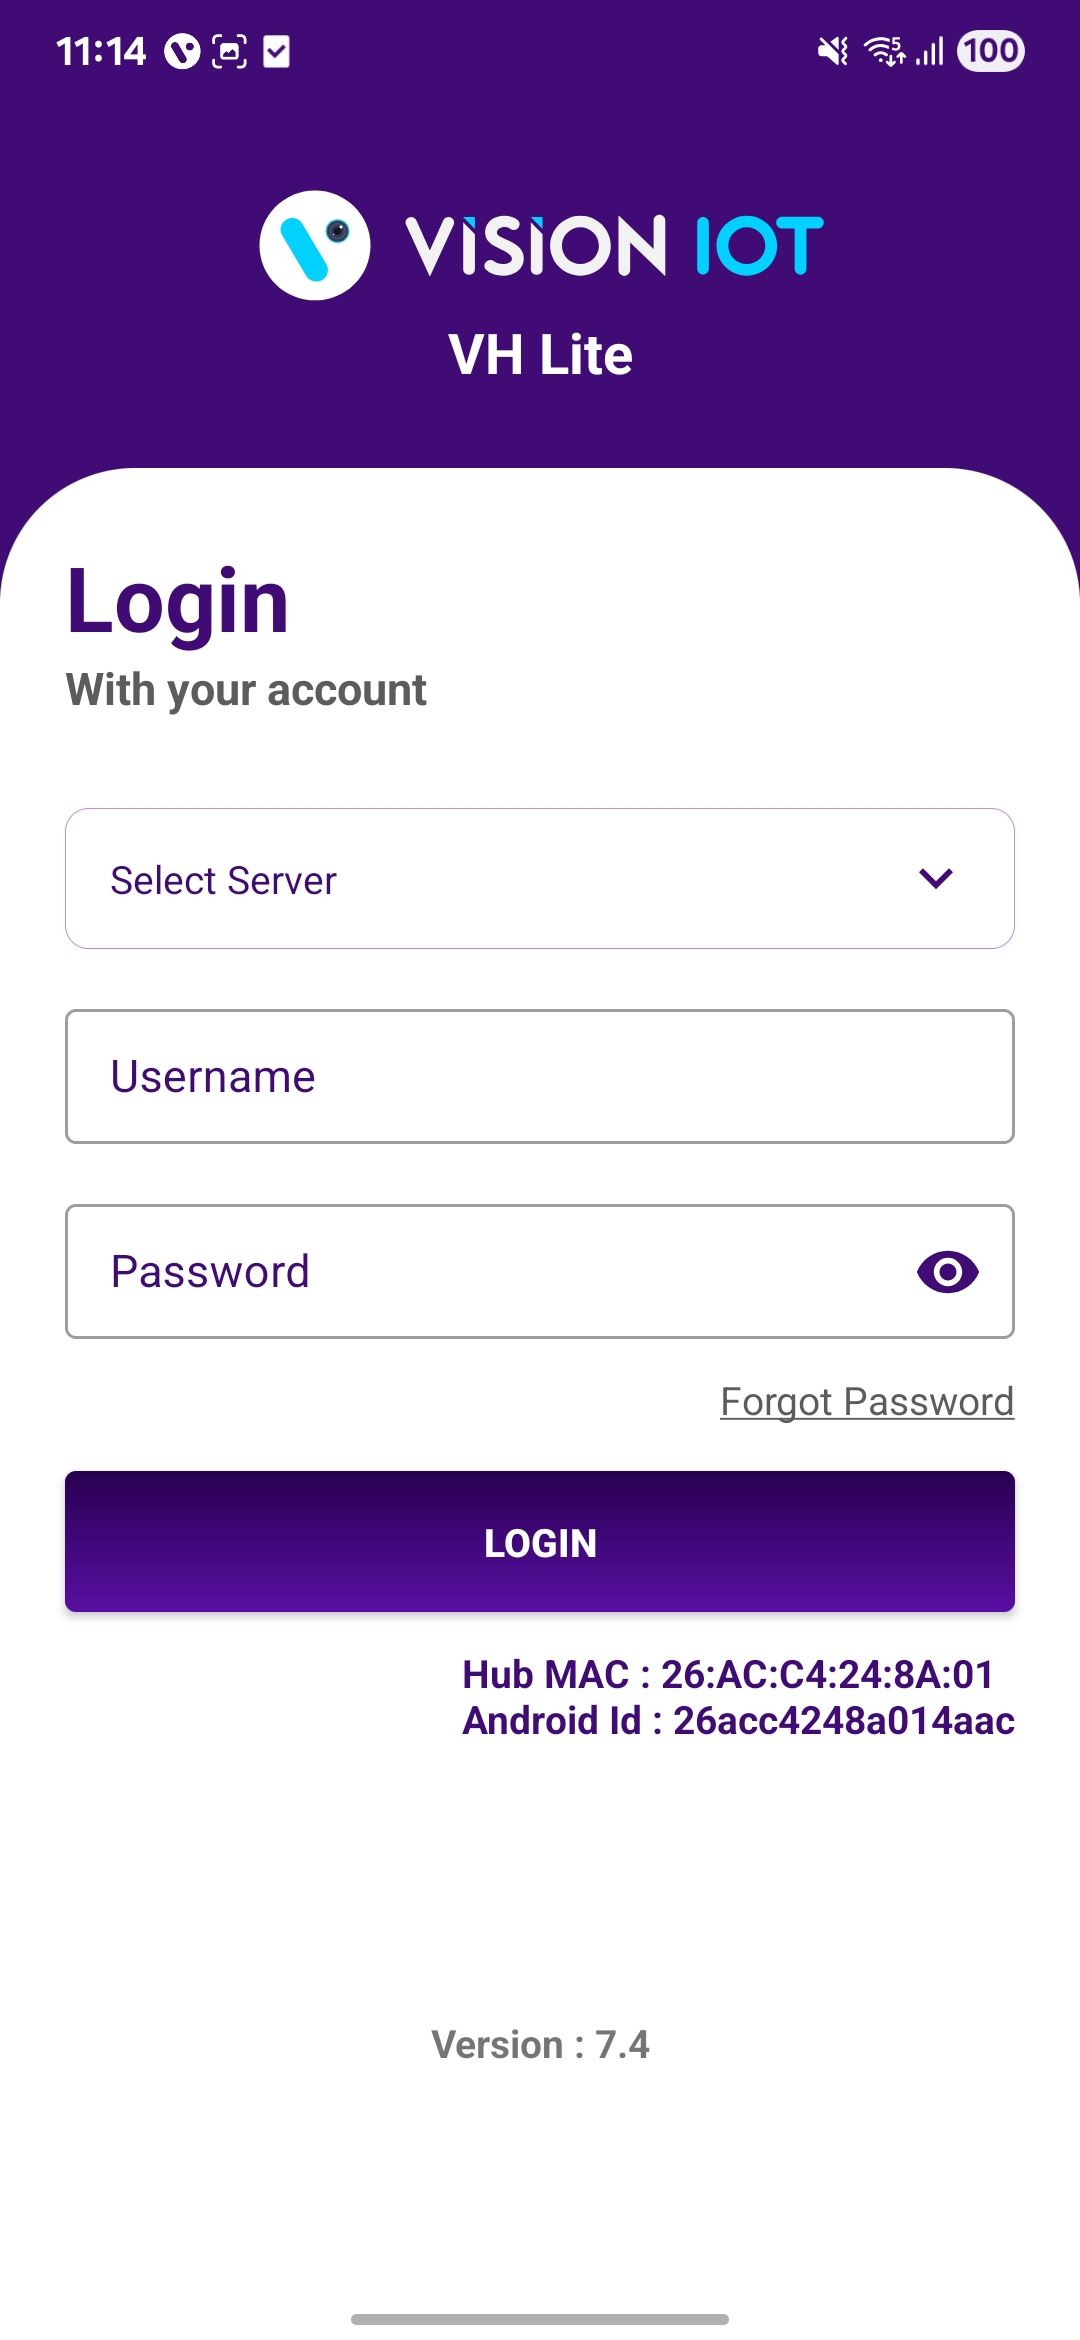 11:14
5
100
VISION IOT
VH Lite
Login
With your account
Select Server
Username
Password
Forgot Password
LOGIN
Hub MAC : 26:AC:C4:24:8A:01
Android Id : 26acc4248a014aac
Version : 7.4